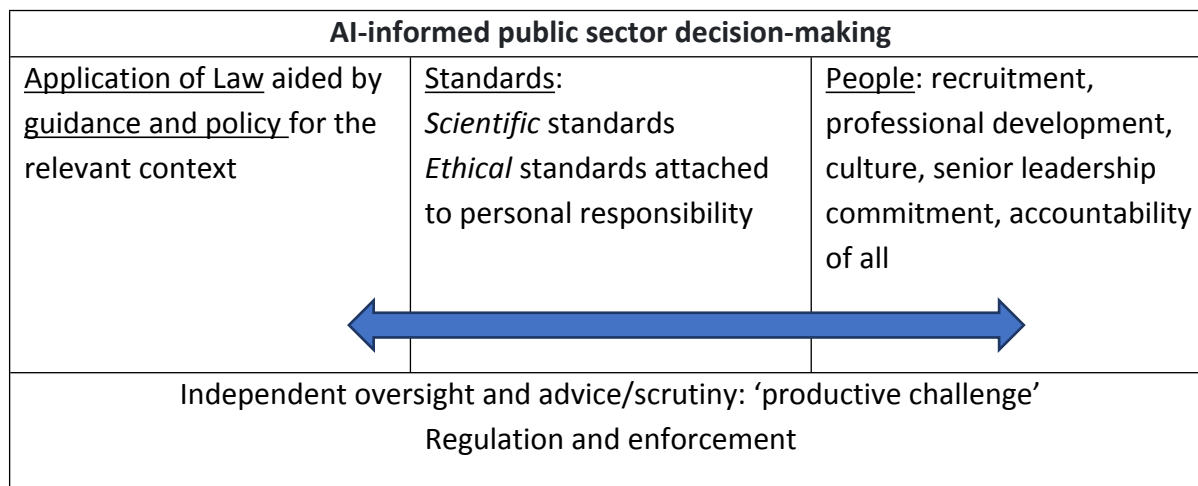 AI-informed public sector decision-making
Application of Law aided by
guidance and policy for the
relevant context
Standards:
Scientific standards
Ethical standards attached
to personal responsibility
People: recruitment,
professional development,
culture, senior leadership
commitment, accountability
of all
Independent oversight and advice/scrutiny: ‘productive challenge’
Regulation and enforcement